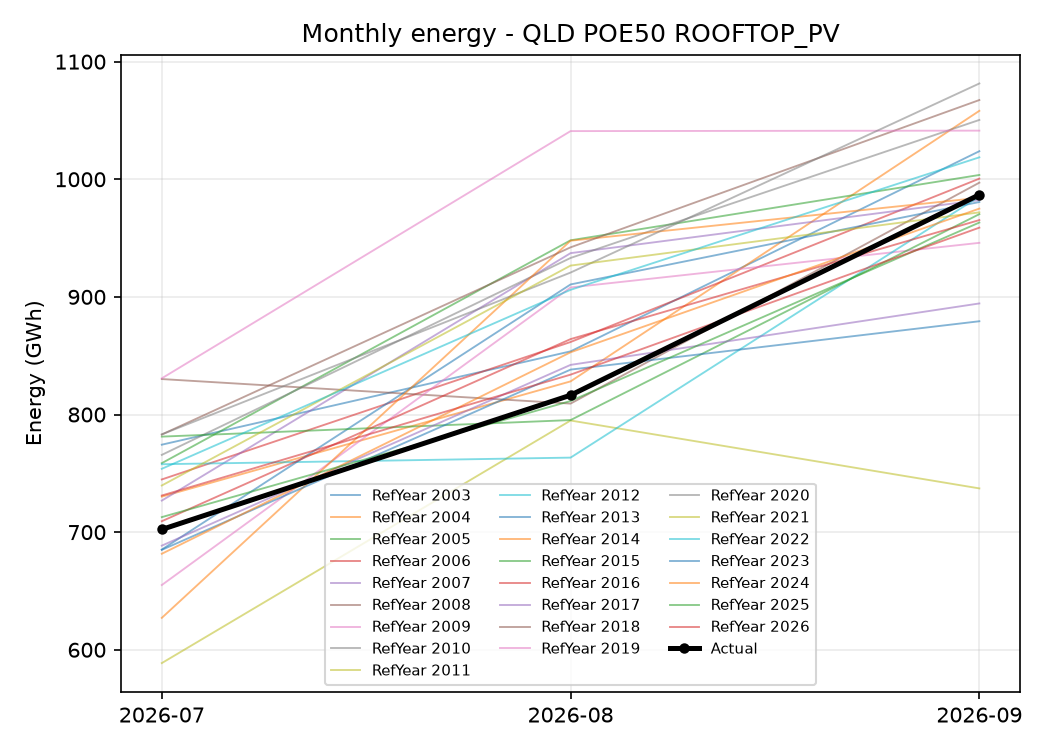 Monthly energy - QLD POE50 ROOFTOP_PV
Energy (GWh)
1100
1000
900
800
700
600
2026-07 2026-08 2026-09
RefYear 2003 RefYear 2012 RefYear 2020
RefYear 2004 RefYear 2013 RefYear 2021
RefYear 2005 RefYear 2014 RefYear 2022
RefYear 2006 RefYear 2015 RefYear 2023
RefYear 2007 RefYear 2016 RefYear 2024
RefYear 2008 RefYear 2017 RefYear 2025
RefYear 2009 RefYear 2018 RefYear 2026
RefYear 2010 RefYear 2019 Actual
RefYear 2011